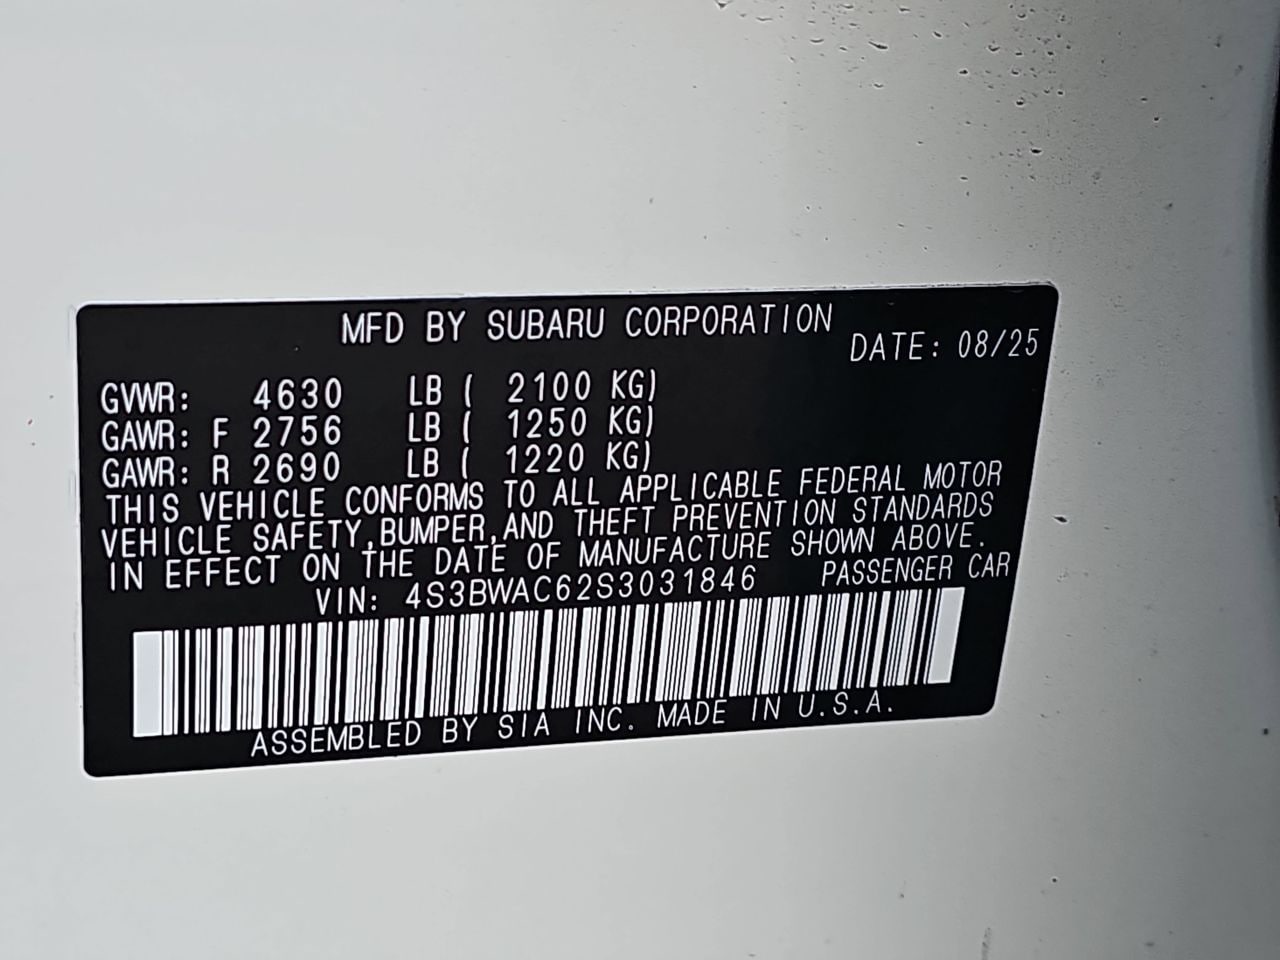 MFD BY SUBARU CORPORATION
DATE: 08/25
GVWR: 4630 LB ( 2100 KG)
GAWR: F 2756 LB ( 1250 KG)
GAWR: R 2690 LB ( 1220 KG)
THIS VEHICLE CONFORMS TO ALL APPLICABLE FEDERAL MOTOR
VEHICLE SAFETY,BUMPER,AND THEFT PREVENTION STANDARDS
IN EFFECT ON THE DATE OF MANUFACTURE SHOWN ABOVE.
VIN: 4S3BWAC62S3031846 PASSENGER CAR
ASSEMBLED BY SIA INC. MADE IN U.S.A.